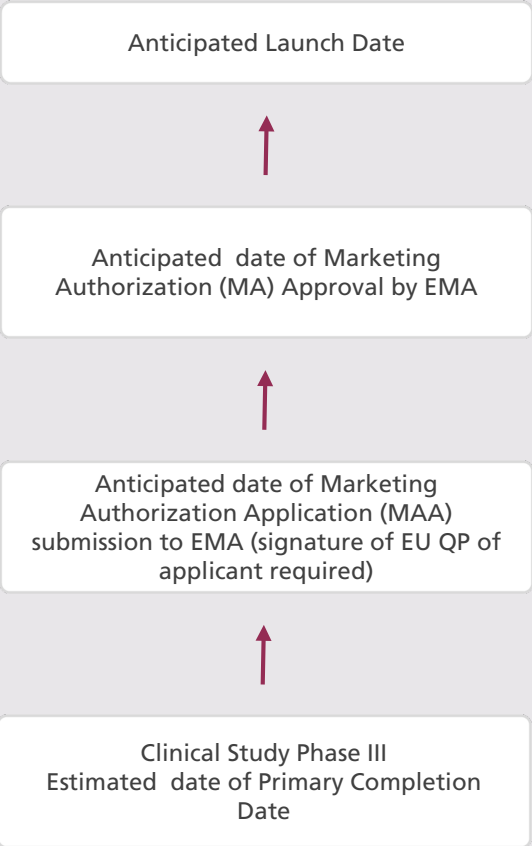 Anticipated Launch Date
Anticipated date of Marketing
Authorization (MA) Approval by EMA
Anticipated date of Marketing
Authorization Application (MAA)
submission to EMA (signature of EU QP of
applicant required)
Clinical Study Phase III
Estimated date of Primary Completion
Date